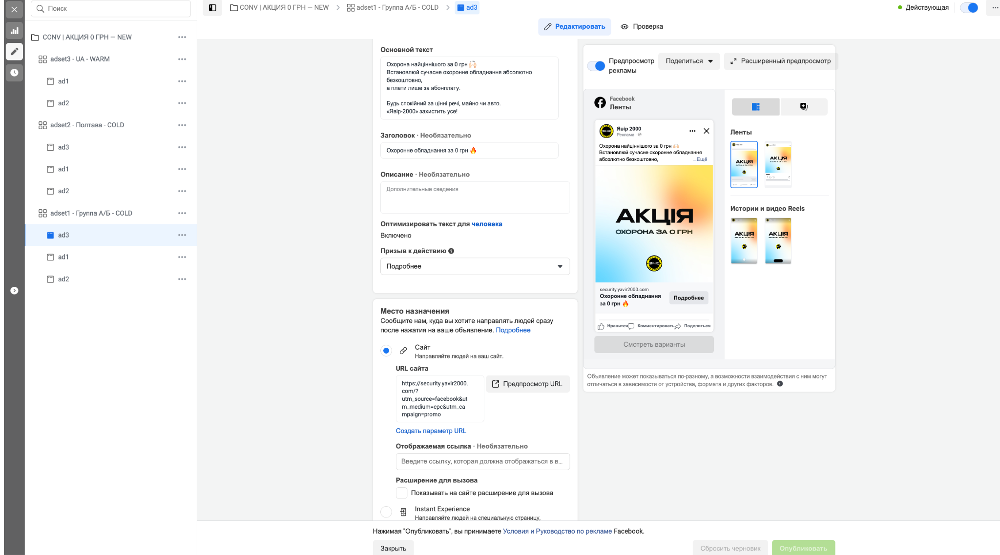 Поиск
CONV | АКЦИЯ 0 ГРН — NEW
adset1 - Группа А/Б - COLD
ad3
Действующая
Редактировать
Проверка
CONV | АКЦИЯ 0 ГРН — NEW
adset3 - UA - WARM
ad1
ad2
adset2 - Полтава - COLD
ad3
ad1
ad2
adset1 - Группа А/Б - COLD
ad3
ad1
ad2
Основной текст
Охорона найціннішого за 0 грн 🙌🏻
Встановлюй сучасне охоронне обладнання абсолютно
безкоштовно,
а плати лише за абонплату.
Будь спокійний за цінні речі, майно чи авто.
«Явір-2000» захистить усе!
Заголовок · Необязательно
Охоронне обладнання за 0 грн 🔥
Описание · Необязательно
Дополнительные сведения
Оптимизировать текст для человека
Включено
Призыв к действию
Подробнее
Место назначения
Сообщите нам, куда вы хотите направлять людей сразу
после нажатия на ваше объявление. Подробнее
Сайт
Направляйте людей на ваш сайт.
URL сайта
https://security.yavir2000.
com/?
utm_source=facebook&ut
m_medium=cpc&utm_ca
mpaign=promo
Предпросмотр URL
Создать параметр URL
Отображаемая ссылка · Необязательно
Введите ссылку, которая должна отображаться в в...
Расширение для вызова
Показывать на сайте расширение для вызова
Instant Experience
Направляйте людей на специальную страницу,
Предпросмотр
рекламы
Поделиться
Расширенный предпросмотр
Facebook
Ленты
Явір 2000
Реклама ·
Охорона найціннішого за 0 грн 🙌🏻
Встановлюй сучасне охоронне обладнання
абсолютно безкоштовно,
...Ещё
АКЦІЯ
ОХОРОНА ЗА 0 ГРН
ЯВІР-2000
security.yavir2000.com
Охоронне обладнання
за 0 грн 🔥
Подробнее
Нравится
Комментировать
Поделиться
Смотреть варианты
Ленты
АКЦІЯ
АКЦІЯ
Истории и видео Reels
АКЦІЯ
АКЦІЯ
Объявление может показываться по-разному, а возможности взаимодействия с ним могут
отличаться в зависимости от устройства, формата и других факторов.
Нажимая "Опубликовать", вы принимаете Условия и Руководство по рекламе Facebook.
Закрыть
Сбросить черновик
Опубликовать